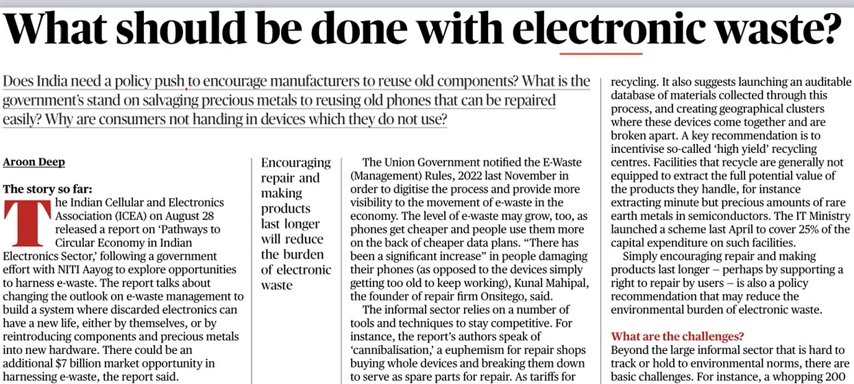 What should be done with electronic waste?
Does India need a policy push to encourage manufacturers to reuse old components? What is the
government's stand on salvaging precious metals to reusing old phones that can be repaired
easily? Why are consumers not handing in devices which they do not use?
Aroon Deep
The story so far:
The Indian Cellular and Electronics
Association (ICEA) on August 28
released a report on 'Pathways to
Circular Economy in Indian
Electronics Sector,' following a government
effort with NITI Aayog to explore opportunities
to harness e-waste. The report talks about
changing the outlook on e-waste management to
build a system where discarded electronics can
have a new life, either by themselves, or by
reintroducing components and precious metals
into new hardware. There could be an
additional $7 billion market opportunity in
harnessing e-waste, the report said.
Encouraging
repair and
making
products
last longer
will reduce
the burden
of electronic
waste
The Union Government notified the E-Waste
(Management) Rules, 2022 last November in
order to digitise the process and provide more
visibility to the movement of e-waste in the
economy. The level of e-waste may grow, too, as
phones get cheaper and people use them more
on the back of cheaper data plans. "There has
been a significant increase" in people damaging
their phones (as opposed to the devices simply
getting too old to keep working), Kunal Mahipal,
the founder of repair firm Onsitego, said.
The informal sector relies on a number of
tools and techniques to stay competitive. For
instance, the report's authors speak of
'cannibalisation,' a euphemism for repair shops
buying whole devices and breaking them down
to serve as spare parts for repair. As tariffs for
recycling. It also suggests launching an auditable
database of materials collected through this
process, and creating geographical clusters
where these devices come together and are
broken apart. A key recommendation is to
incentivise so-called 'high yield' recycling
centres. Facilities that recycle are generally not
equipped to extract the full potential value of
the products they handle, for instance
extracting minute but precious amounts of rare
earth metals in semiconductors. The IT Ministry
launched a scheme last April to cover 25% of the
capital expenditure on such facilities.
Simply encouraging repair and making
products last longer — perhaps by supporting a
right to repair by users — is also a policy
recommendation that may reduce the
environmental burden of electronic waste.
What are the challenges?
Beyond the large informal sector that is hard to
track or hold to environmental norms, there are
basic challenges. For instance, a whopping 200